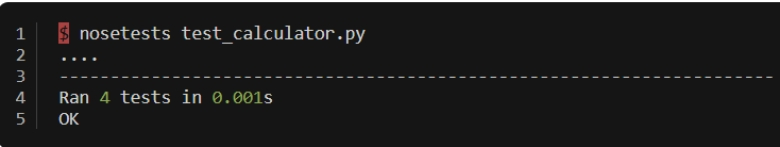 1 $ nosetests test_calculator.py
2 ....
3 ----------------------------------------------------------------------
4 Ran 4 tests in 0.001s
5 OK